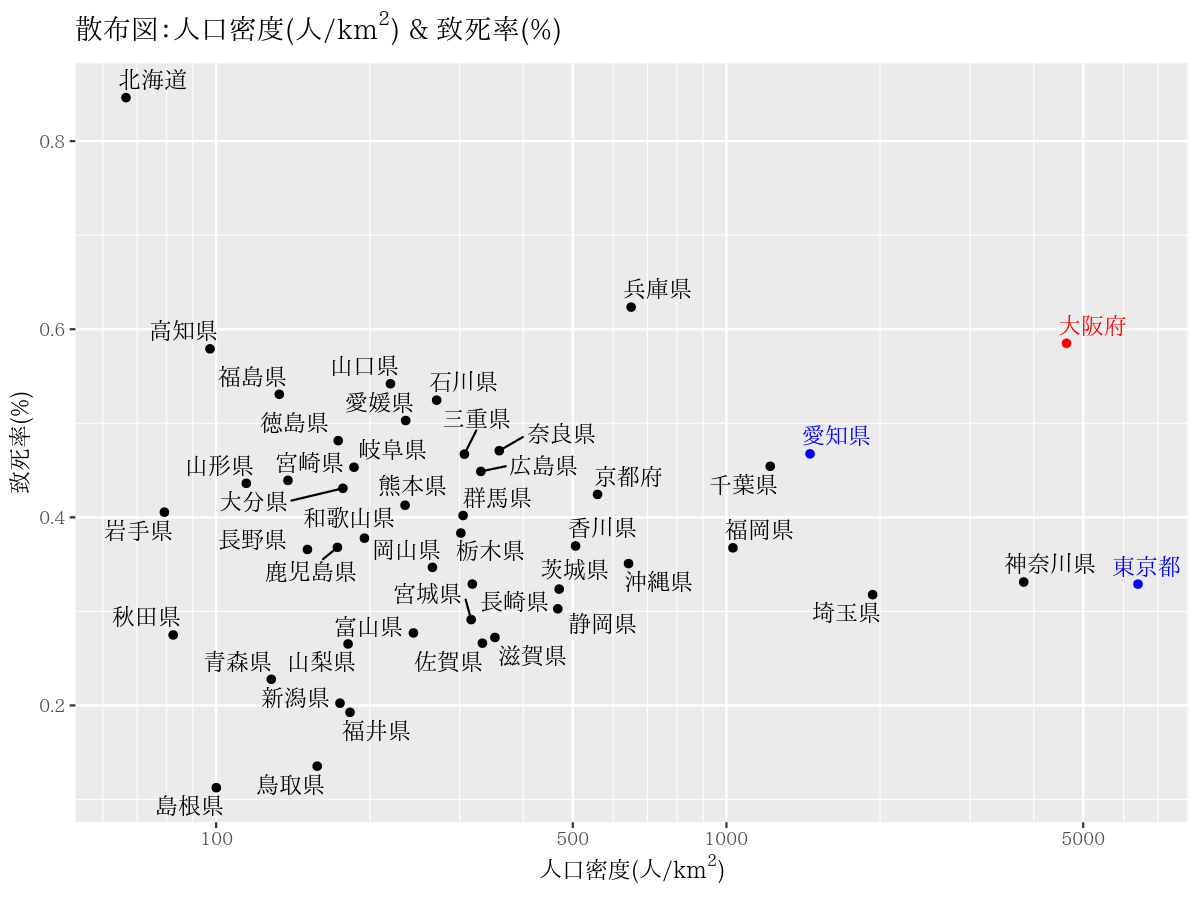 散布図:人口密度(人/km²) & 致死率(%)
北海道
0.8
兵庫県
大阪府
高知県
0.6
山口県
福島県
石川県
愛媛県
三重県
徳島県
奈良県
愛知県
岐阜県
山形県
宮崎県
広島県
京都府
千葉県
熊本県
大分県
群馬県
0.4
和歌山県
岩手県
香川県
福岡県
長野県
岡山県
栃木県
鹿児島県
茨城県
沖縄県
神奈川県
東京都
宮城県
長崎県
秋田県
静岡県
埼玉県
富山県
青森県
山梨県
佐賀県
滋賀県
新潟県
0.2
福井県
鳥取県
島根県
致死率(%)
100
500
1000
5000
人口密度(人/km²)